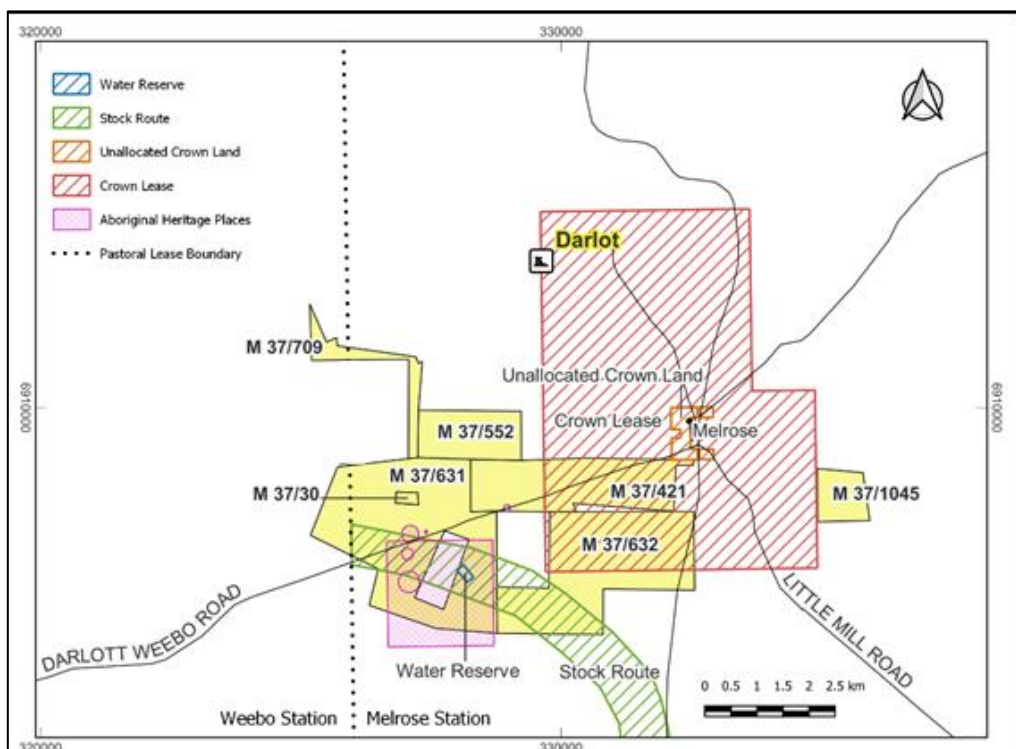 320000
330000
Water Reserve
Stock Route
Unallocated Crown Land
Crown Lease
Aboriginal Heritage Places
Pastoral Lease Boundary
Darlot
M 37/709
Unallocated Crown Land
6910000
6910000
Crown Lease
Melrose
M 37/552
M 37/631
M 37/30
M 37/421
M 37/1045
M 37/632
DARLOTT WEEBO ROAD
LITTLE MILL ROAD
Water Reserve
Stock Route
0 0.5 1 1.5 2 2.5 km
Weebo Station
Melrose Station
320000
330000